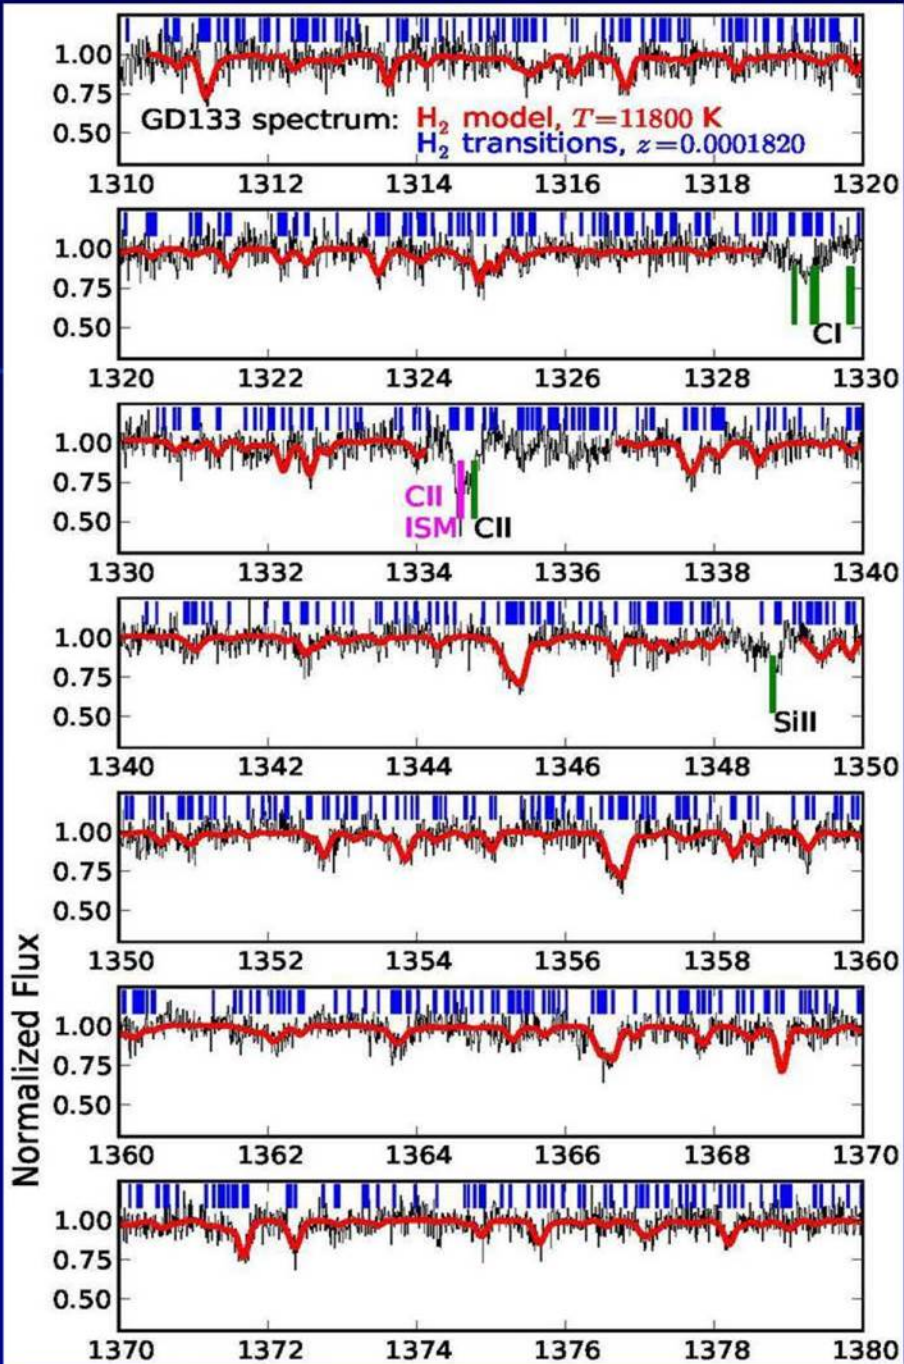 1.00
0.75
0.50
GD133 spectrum: H₂ model, T=11800 K
H₂ transitions, z=0.0001820
1310 1312 1314 1316 1318 1320
1.00
0.75
0.50
CI
1320 1322 1324 1326 1328 1330
1.00
0.75
0.50
CII
ISM CII
1330 1332 1334 1336 1338 1340
1.00
0.75
0.50
SiII
1340 1342 1344 1346 1348 1350
1.00
0.75
0.50
1350 1352 1354 1356 1358 1360
Normalized Flux
1.00
0.75
0.50
1360 1362 1364 1366 1368 1370
1.00
0.75
0.50
1370 1372 1374 1376 1378 1380